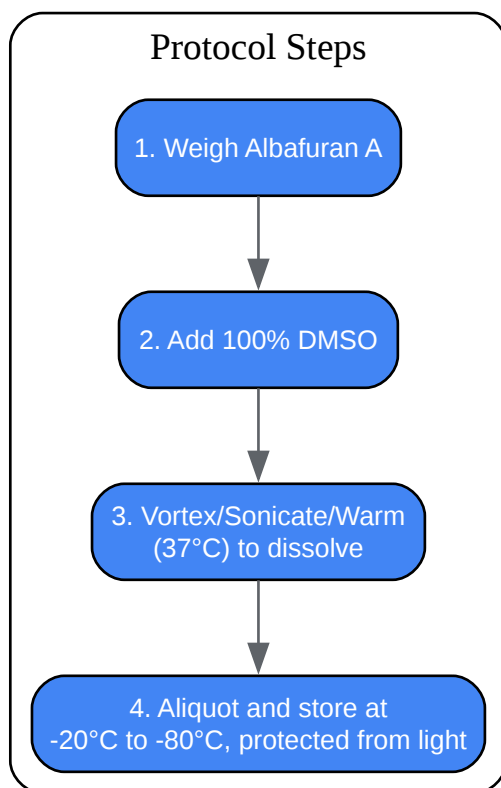 Protocol Steps
1. Weigh Albafuran A
2. Add 100% DMSO
3. Vortex/Sonicate/Warm
(37°C) to dissolve
4. Aliquot and store at
-20°C to -80°C, protected from light